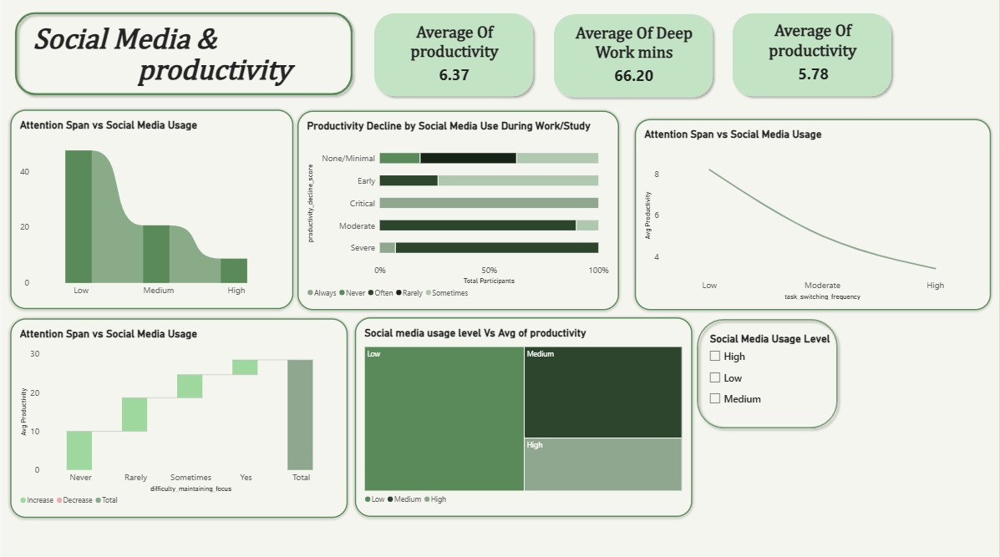 Social Media &
productivity
Average Of
productivity
6.37
Average Of Deep
Work mins
66.20
Average Of
productivity
5.78
Attention Span vs Social Media Usage
40
20
0
Low Medium High
Productivity Decline by Social Media Use During Work/Study
productivity_decline_score
None/Minimal
Early
Critical
Moderate
Severe
0% 50% 100%
Total Participants
Always Never Often Rarely Sometimes
Attention Span vs Social Media Usage
Avg Productivity
8
6
4
Low Moderate High
task_switching_frequency
Attention Span vs Social Media Usage
Avg Productivity
30
20
10
0
Never Rarely Sometimes Yes Total
difficulty_maintaining_focus
Increase Decrease Total
Social media usage level Vs Avg of productivity
Low
Medium
High
Low Medium High
Social Media Usage Level
High
Low
Medium